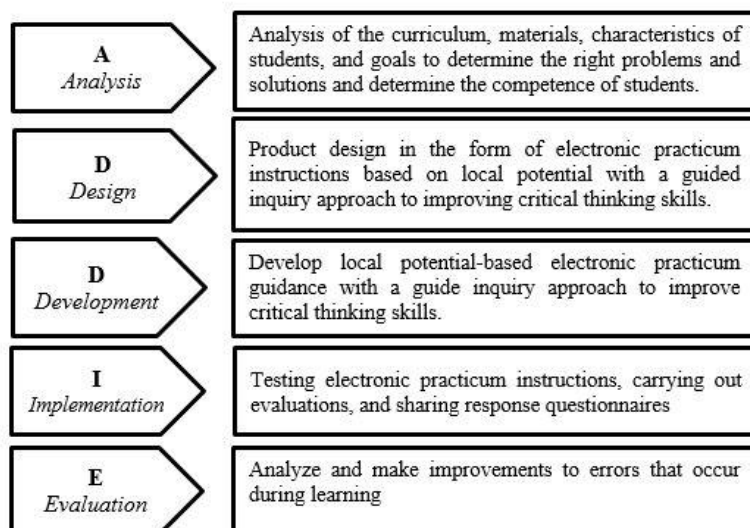 A
Analysis
Analysis of the curriculum, materials, characteristics of
students, and goals to determine the right problems and
solutions and determine the competence of students.
D
Design
Product design in the form of electronic practicum
instructions based on local potential with a guided
inquiry approach to improving critical thinking skills.
D
Development
Develop local potential-based electronic practicum
guidance with a guide inquiry approach to improve
critical thinking skills.
I
Implementation
Testing electronic practicum instructions, carrying out
evaluations, and sharing response questionnaires
E
Evaluation
Analyze and make improvements to errors that occur
during learning